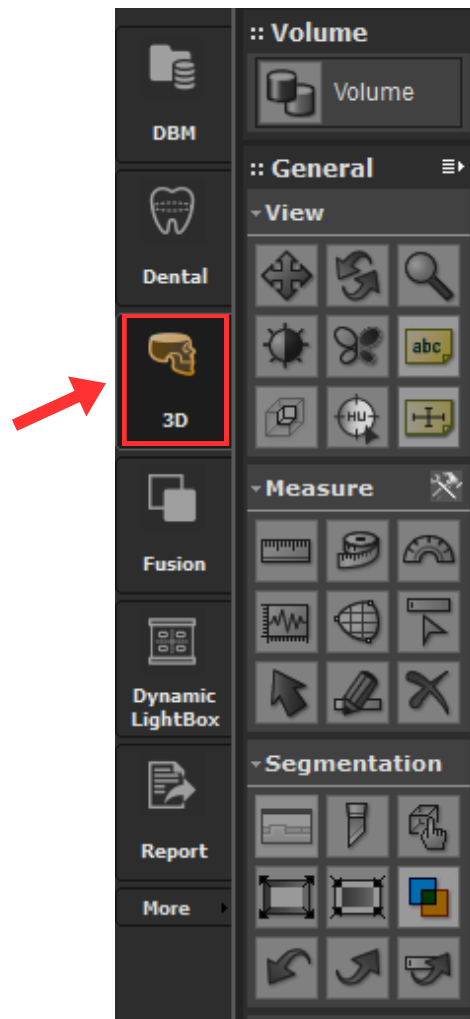 DBM
Dental
3D
Fusion
Dynamic
LightBox
Report
More
:: Volume
Volume
:: General
View
abc
HU
Measure
Segmentation